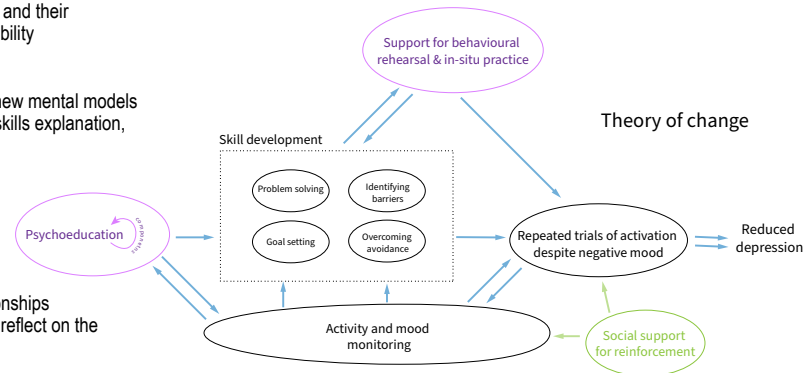 and their
bility
new mental models
skills explanation,
onships
reflect on the
Support for behavioural
rehearsal & in-situ practice
Theory of change
Skill development
Problem solving
Identifying
barriers
Goal setting
Overcoming
avoidance
Psychoeducation
Repeated trials of activation
despite negative mood
Reduced
depression
Activity and mood
monitoring
Social support
for reinforcement